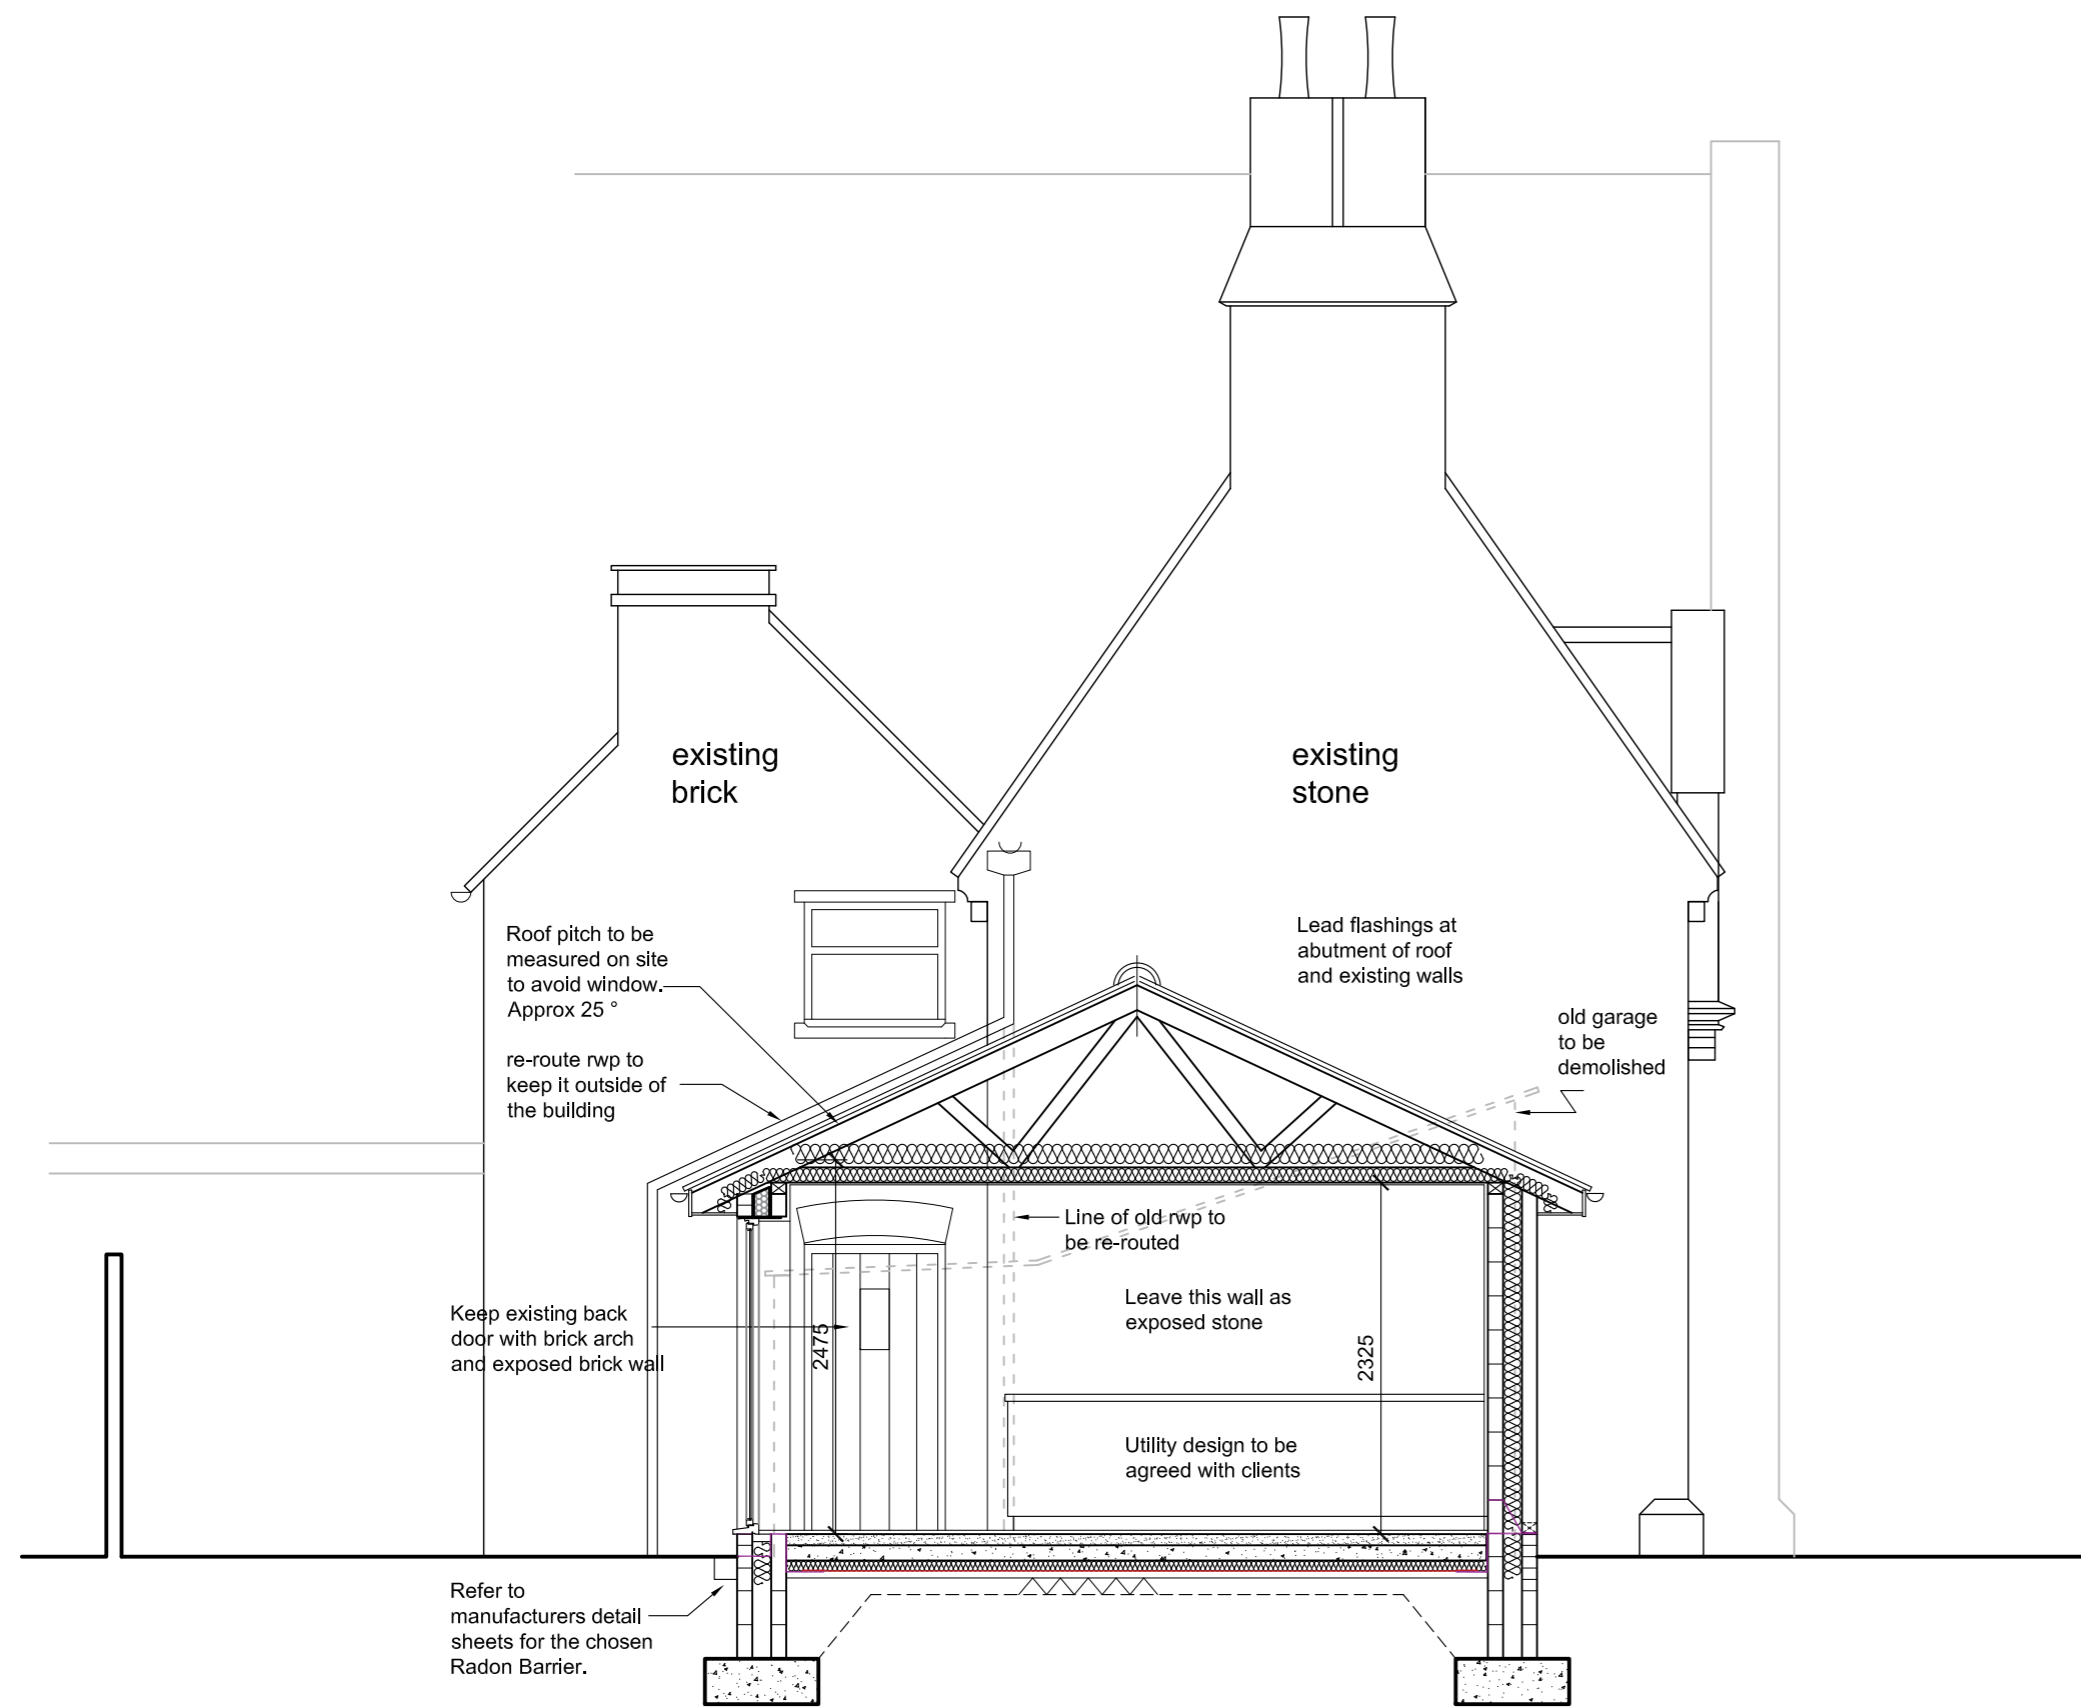 existing
brick
existing
stone
Roof pitch to be
measured on site
to avoid window.
Approx 25 °
Lead flashings at
abutment of roof
and existing walls
old garage
to be
demolished
re-route rwp to
keep it outside of
the building
Line of old rwp to
be re-routed
Keep existing back
door with brick arch
and exposed brick wall
2475
Leave this wall as
exposed stone
2325
Utility design to be
agreed with clients
Refer to
manufacturers detail
sheets for the chosen
Radon Barrier.